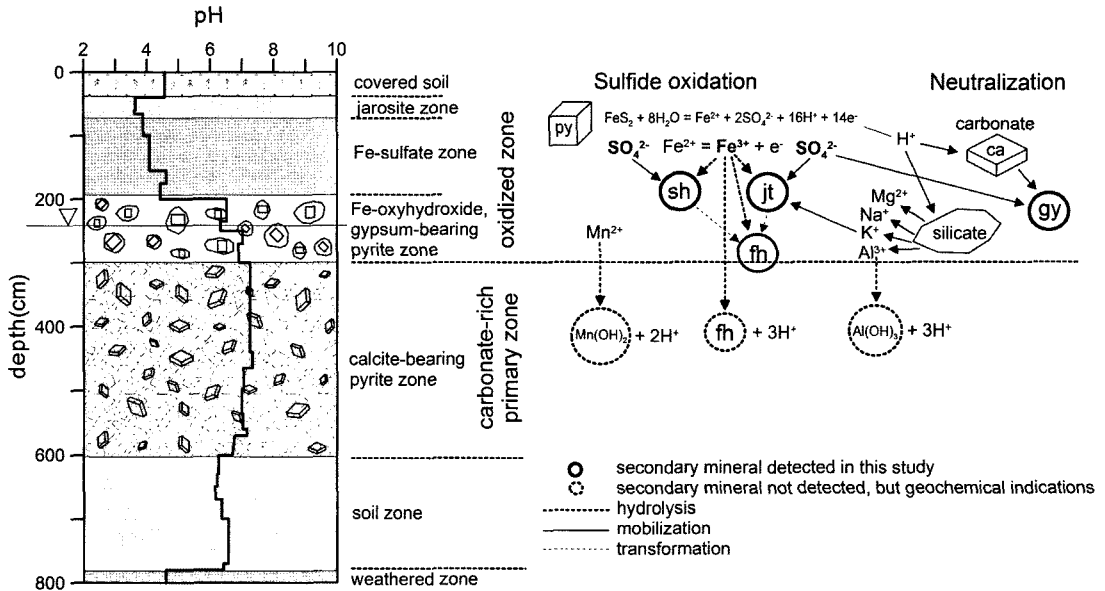 pH
2 4 6 8 10
0
200
400
600
800
depth(cm)
covered soil
jarosite zone
Fe-sulfate zone
Fe-oxyhydroxide,
gypsum-bearing
pyrite zone
calcite-bearing
pyrite zone
soil zone
weathered zone
oxidized zone
carbonate-rich
primary zone
Sulfide oxidation
Neutralization
py
FeS₂ + 8H₂O = Fe²⁺ + 2SO₄²⁻ + 16H⁺ + 14e⁻
H⁺
carbonate
ca
SO₄²⁻ Fe²⁺ = Fe³⁺ + e⁻ SO₄²⁻
sh
jt
gy
Mg²⁺
Na⁺
K⁺
Al³⁺
silicate
Mn²⁺
fh
Mn(OH)₂ + 2H⁺
fh + 3H⁺
Al(OH)₃ + 3H⁺
secondary mineral detected in this study
secondary mineral not detected, but geochemical indications
hydrolysis
mobilization
transformation